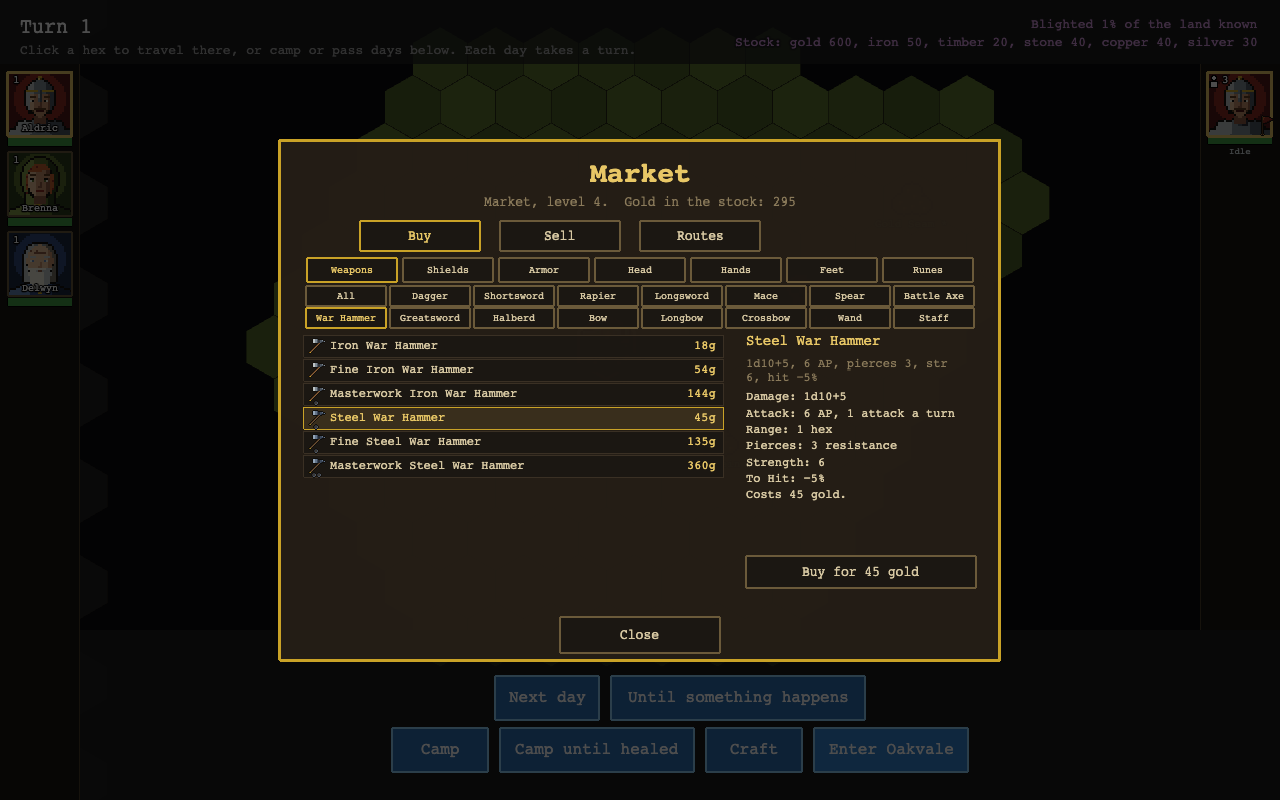 Turn 1
Click a hex to travel there, or camp or pass days below. Each day takes a turn.
Blighted 1% of the land known
Stock: gold 600, iron 50, timber 20, stone 40, copper 40, silver 30
1
Aldric
1
Brenna
1
Delwyn
3
Idle
Market
Market, level 4. Gold in the stock: 295
Buy Sell Routes
Weapons Shields Armor Head Hands Feet Runes
All Dagger Shortsword Rapier Longsword Mace Spear Battle Axe
War Hammer Greatsword Halberd Bow Longbow Crossbow Wand Staff
Iron War Hammer 18g
Fine Iron War Hammer 54g
Masterwork Iron War Hammer 144g
Steel War Hammer 45g
Fine Steel War Hammer 135g
Masterwork Steel War Hammer 360g
Steel War Hammer
1d10+5, 6 AP, pierces 3, str
6, hit −5%
Damage: 1d10+5
Attack: 6 AP, 1 attack a turn
Range: 1 hex
Pierces: 3 resistance
Strength: 6
To Hit: −5%
Costs 45 gold.
Buy for 45 gold
Close
Next day Until something happens
Camp Camp until healed Craft Enter Oakvale